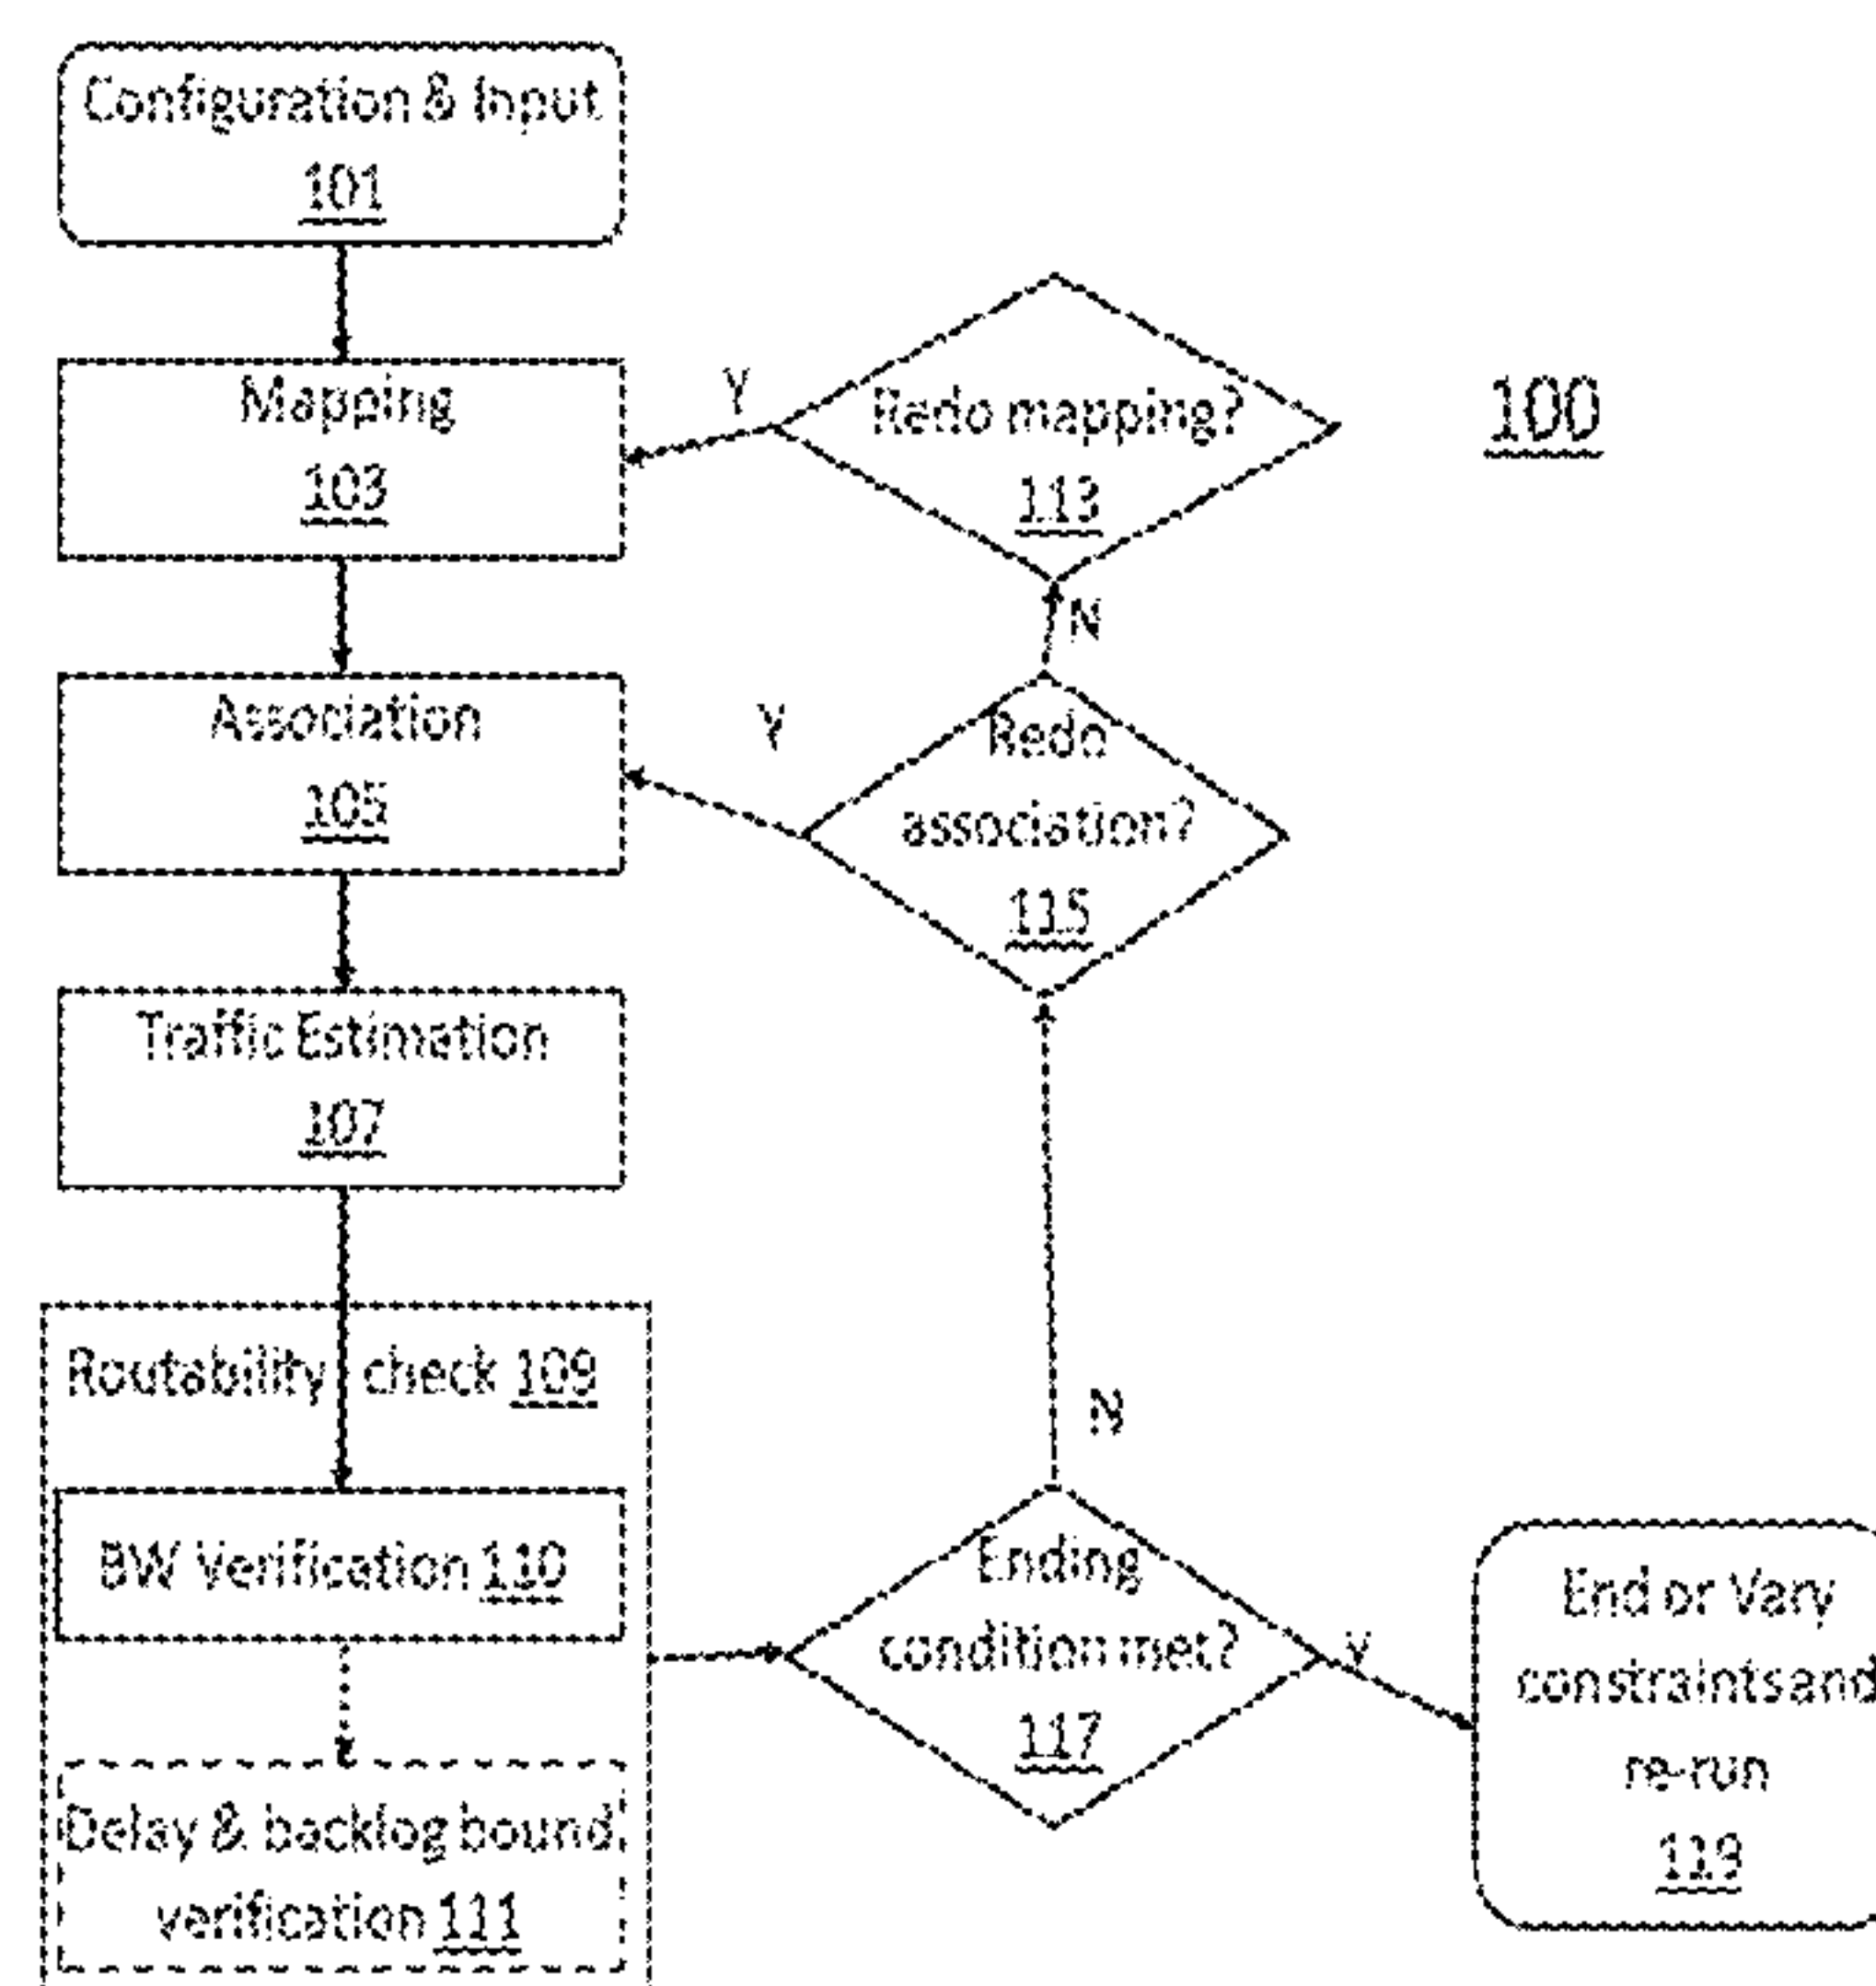 Configuration & Input
101
Mapping
103
Y
Redo mapping?
113
100
N
Association
105
Y
Redo
association?
115
Traffic Estimation
107
Routability check 109
N
BW Verification 110
Ending
condition met?
117
Y
End or Vary
constraints and
re-run
119
Delay & backlog bound
verification 111